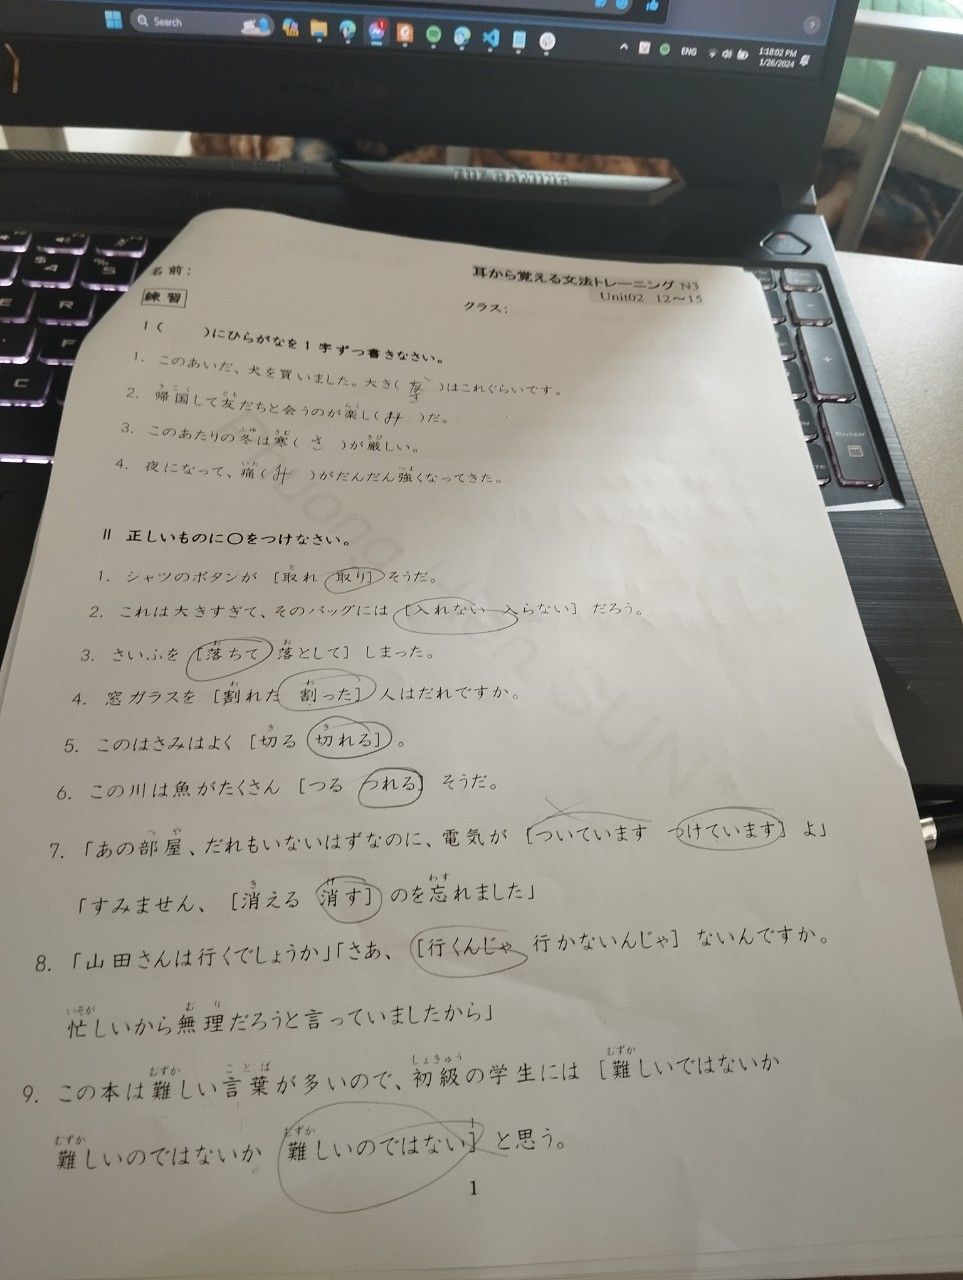 Search
ENG
1:18:02 PM
1/26/2024
TUF GAMING
名前:
耳から覚える文法トレーニング N3
Unit02 12～15
練習
クラス:
I ( )にひらがなを1字ずつ書きなさい。
1. このあいだ、犬を買いました。大き( さ )はこれぐらいです。
2. 帰国して友だちと会うのが楽し( み )だ。
3. このあたりの冬は寒( さ )が厳しい。
4. 夜になって、痛( み )がだんだん強くなってきた。
II 正しいものに〇をつけなさい。
1. シャツのボタンが [取れ 取り] そうだ。
2. これは大きすぎて、そのバッグには [入れない 入らない] だろう。
3. さいふを [落ちて 落として] しまった。
4. 窓ガラスを [割れた 割った] 人はだれですか。
5. このはさみはよく [切る 切れる] 。
6. この川は魚がたくさん [つる つれる] そうだ。
7. 「あの部屋、だれもいないはずなのに、電気が [ついています つけています] よ」
「すみません、 [消える 消す] のを忘れました」
8. 「山田さんは行くでしょうか」「さあ、 [行くんじゃ 行かないんじゃ] ないんですか。
忙しいから無理だろうと言っていましたから」
9. この本は難しい言葉が多いので、初級の学生には [難しいではないか
難しいのではないか 難しいのではない] と思う。
1